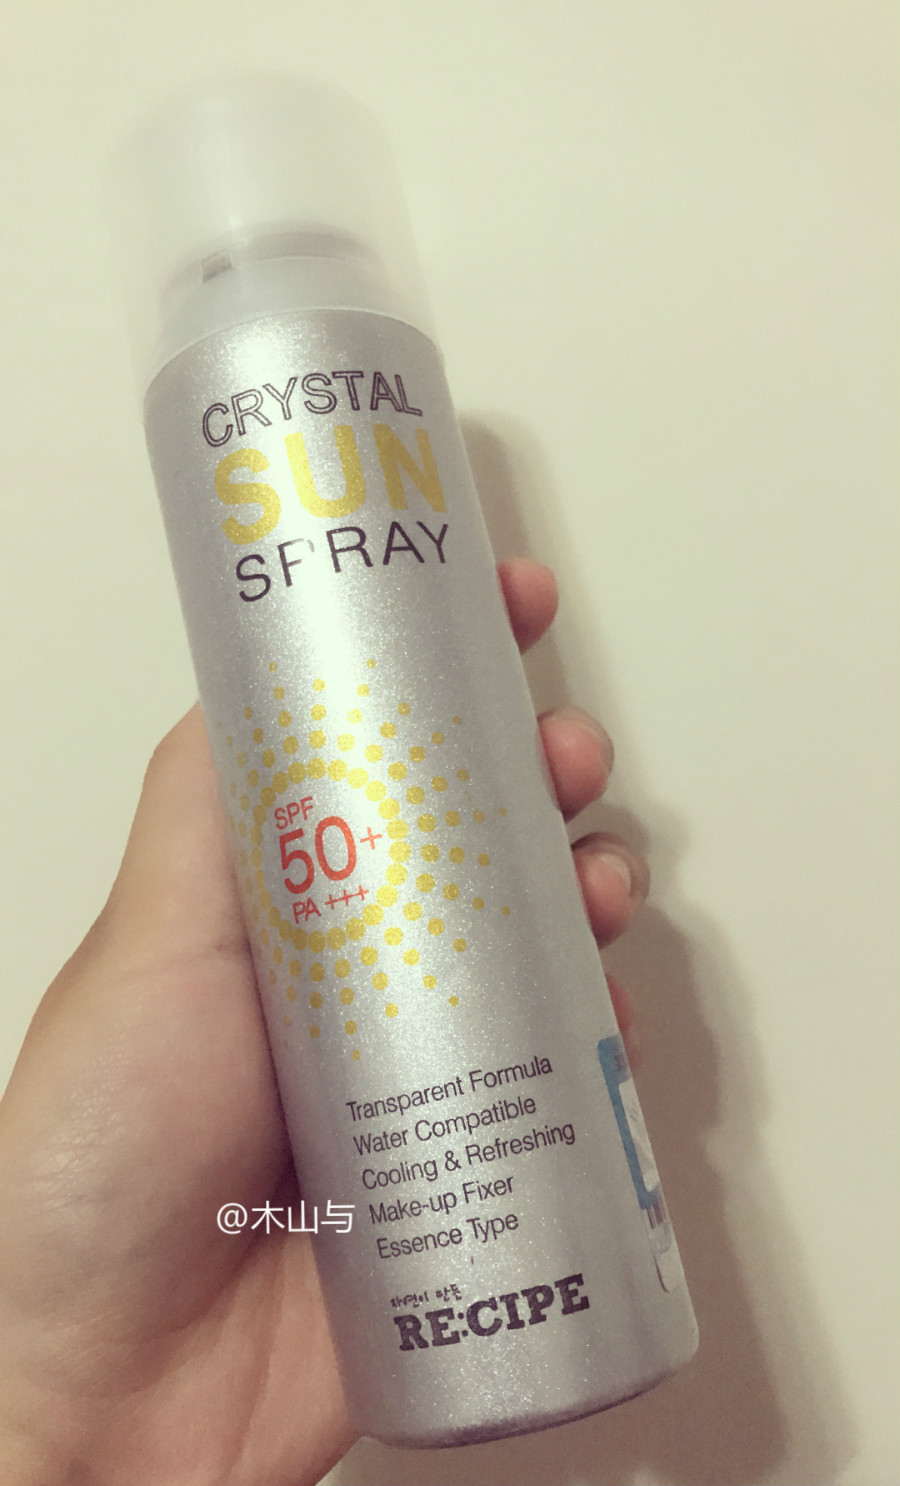 CRYSTAL
SUN
SPRAY
SPF
50+
PA +++
Transparent Formula
Water Compatible
Cooling & Refreshing
Make-up Fixer
Essence Type
자연이 만든
RE:CIPE
@木山与